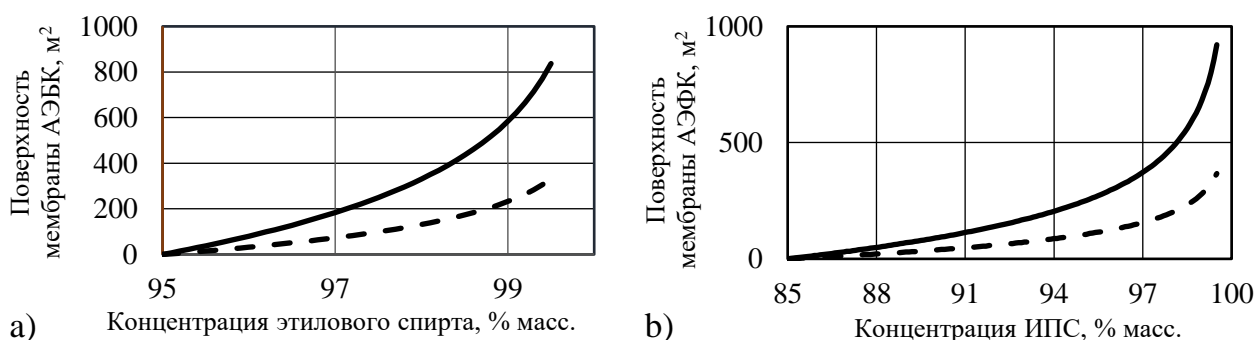 Поверхность
мембраны АЭБК, м²
1000
800
600
400
200
0
95
97
99
а)
Концентрация этилового спирта, % масс.
Поверхность
мембраны АЭФК, м²
1000
500
0
85
88
91
94
97
100
b)
Концентрация ИПС, % масс.